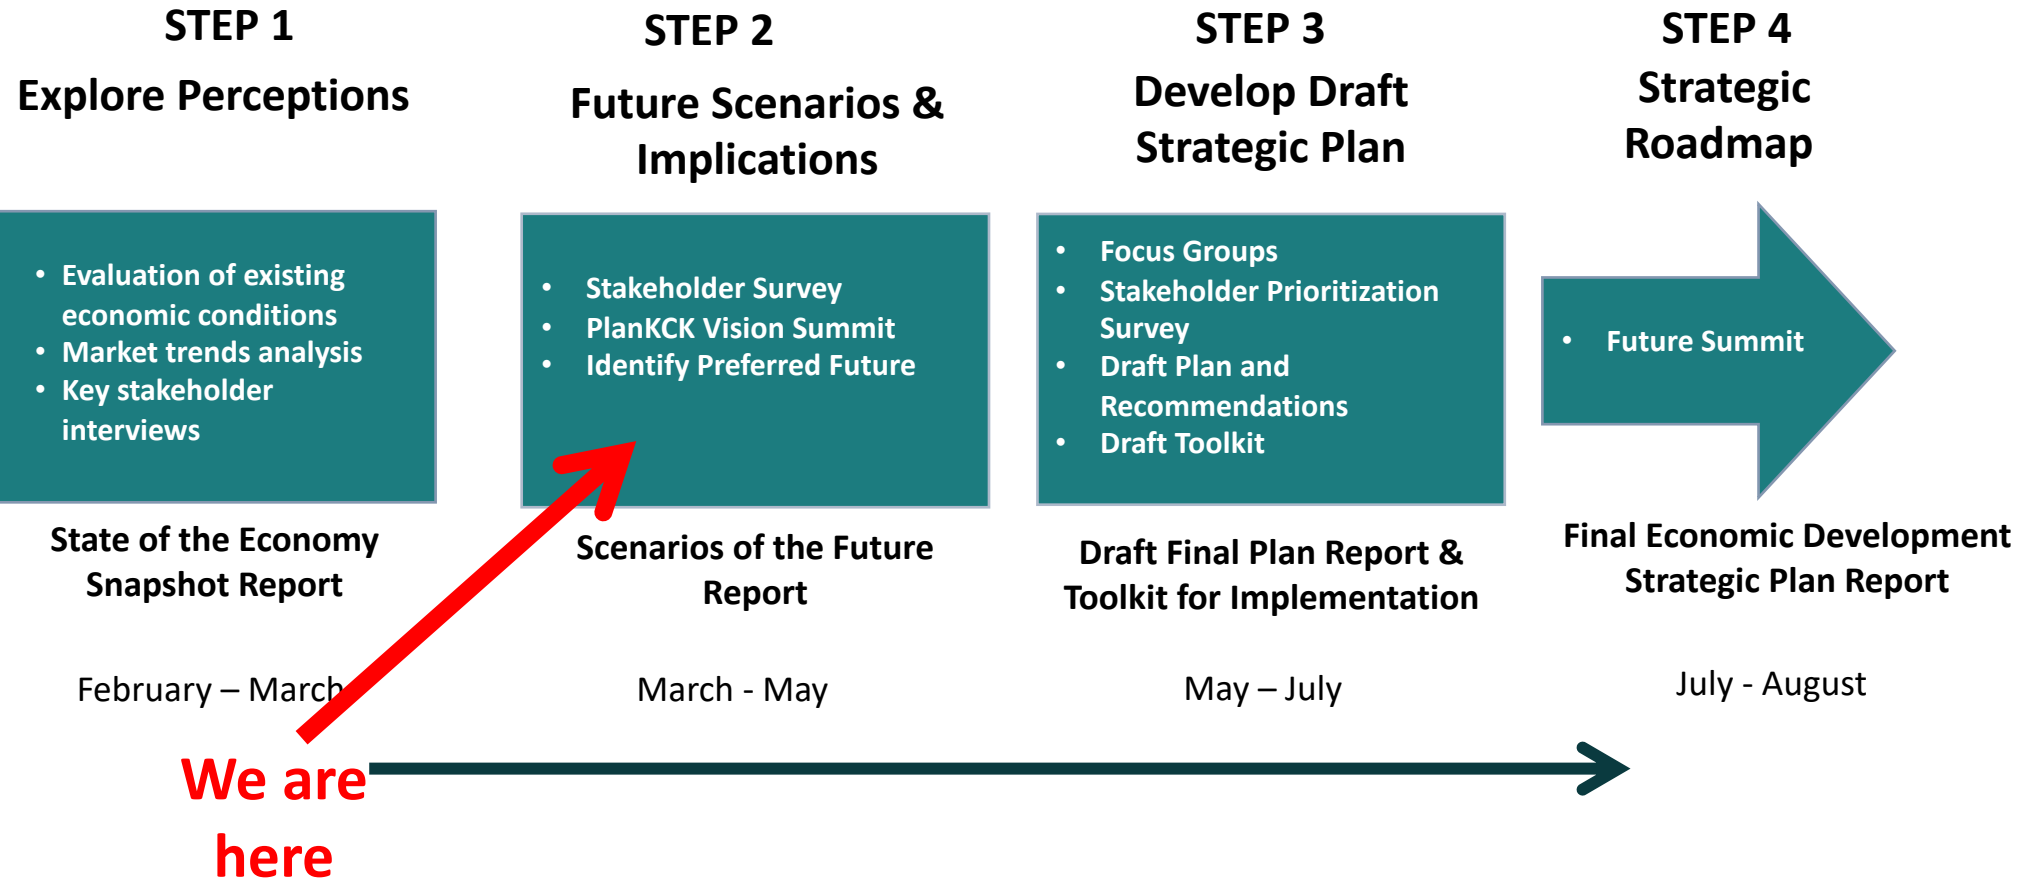 STEP 1
Explore Perceptions
• Evaluation of existing
economic conditions
• Market trends analysis
• Key stakeholder
interviews
State of the Economy
Snapshot Report
February – March
STEP 2
Future Scenarios &
Implications
• Stakeholder Survey
• PlanKCK Vision Summit
• Identify Preferred Future
Scenarios of the Future
Report
March - May
STEP 3
Develop Draft
Strategic Plan
• Focus Groups
• Stakeholder Prioritization
Survey
• Draft Plan and
Recommendations
• Draft Toolkit
Draft Final Plan Report &
Toolkit for Implementation
May – July
STEP 4
Strategic
Roadmap
• Future Summit
Final Economic Development
Strategic Plan Report
July - August
We are
here